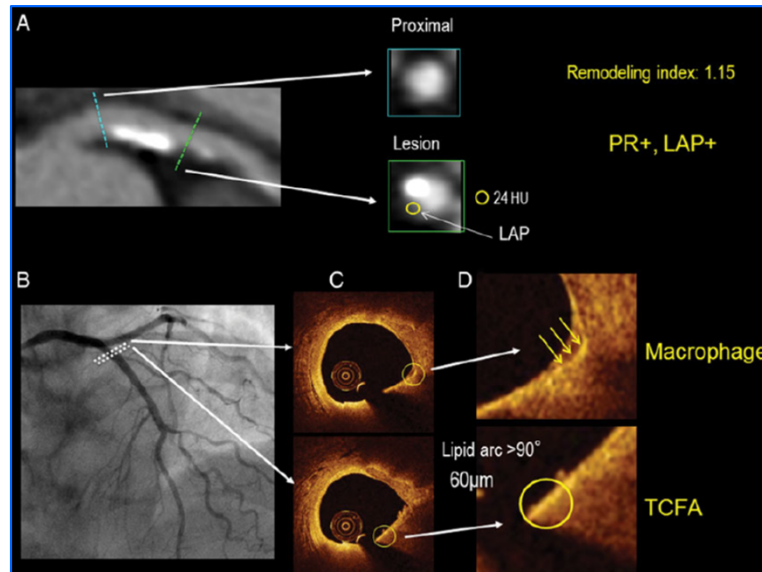 A
Proximal
Remodeling index: 1.15
PR+, LAP+
Lesion
24 HU
LAP
B
C
D
Macrophage
Lipid arc >90°
60µm
TCFA